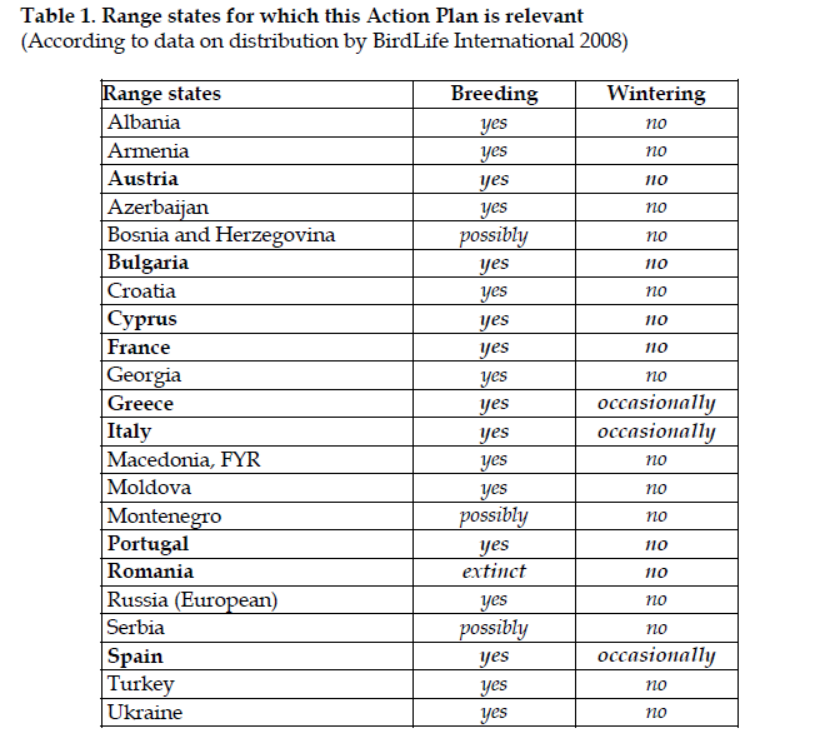 Table 1. Range states for which this Action Plan is relevant
(According to data on distribution by BirdLife International 2008)
Range states Breeding Wintering
Albania yes no
Armenia yes no
Austria yes no
Azerbaijan yes no
Bosnia and Herzegovina possibly no
Bulgaria yes no
Croatia yes no
Cyprus yes no
France yes no
Georgia yes no
Greece yes occasionally
Italy yes occasionally
Macedonia, FYR yes no
Moldova yes no
Montenegro possibly no
Portugal yes no
Romania extinct no
Russia (European) yes no
Serbia possibly no
Spain yes occasionally
Turkey yes no
Ukraine yes no